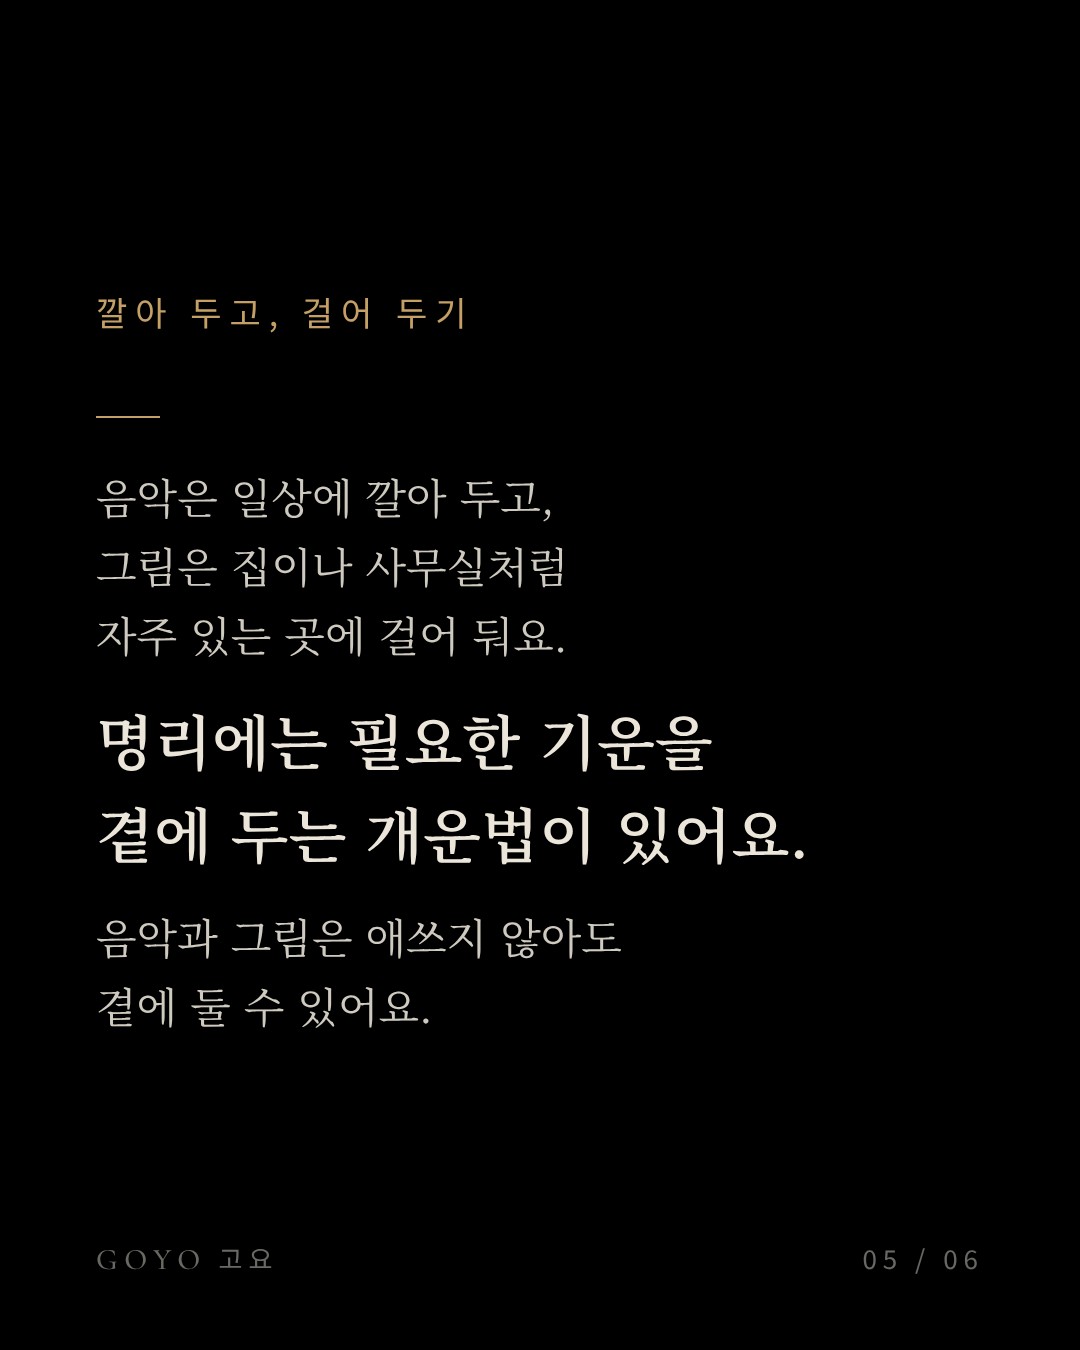 깔아 두고, 걸어 두기
음악은 일상에 깔아 두고,
그림은 집이나 사무실처럼
자주 있는 곳에 걸어 둬요.
명리에는 필요한 기운을
곁에 두는 개운법이 있어요.
음악과 그림은 애쓰지 않아도
곁에 둘 수 있어요.
GOYO 고요
05 / 06